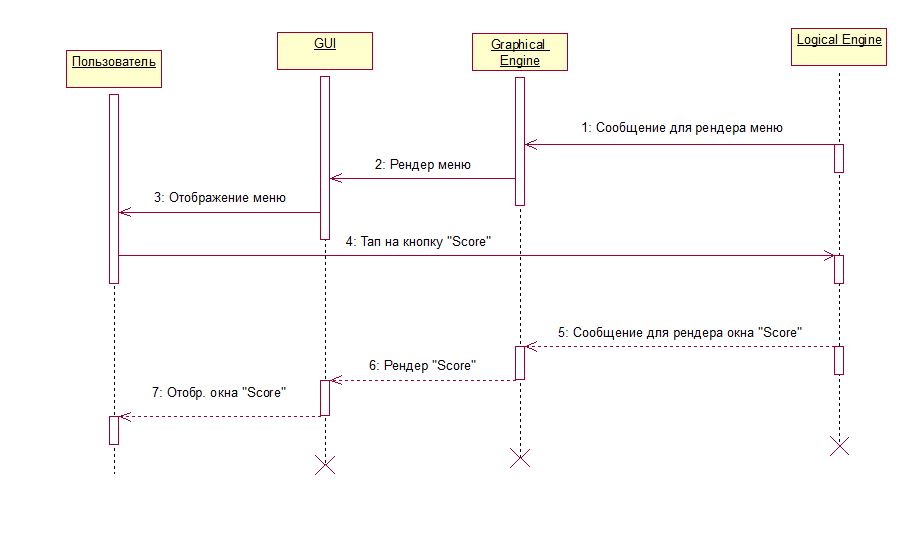 Пользователь
GUI
Graphical
Engine
Logical Engine
1: Сообщение для рендера меню
2: Рендер меню
3: Отображение меню
4: Тап на кнопку "Score"
5: Сообщение для рендера окна "Score"
6: Рендер "Score"
7: Отобр. окна "Score"